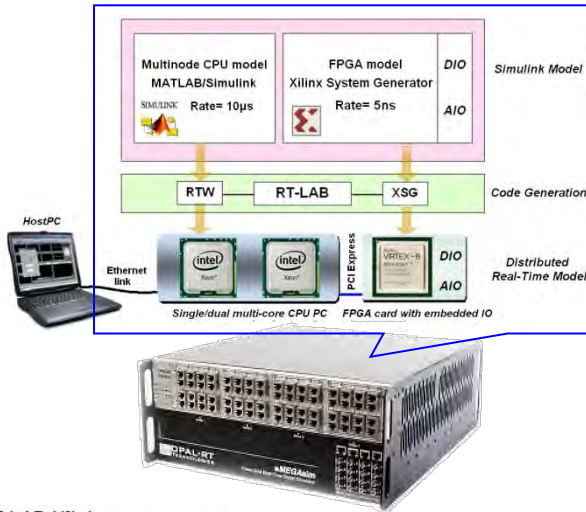 Multinode CPU model
MATLAB/Simulink
SIMULINK
Rate= 10µs
FPGA model
Xilinx System Generator
Rate= 5ns
DIO
AIO
Simulink Model
RTW
RT-LAB
XSG
Code Generation
HostPC
Ethernet
link
intel
Xeon
intel
Xeon
PCI Express
VIRTEX-6
DIO
AIO
Distributed
Real-Time Model
Single/dual multi-core CPU PC
FPGA card with embedded IO
OPAL-RT
TECHNOLOGIES
eMEGAsim